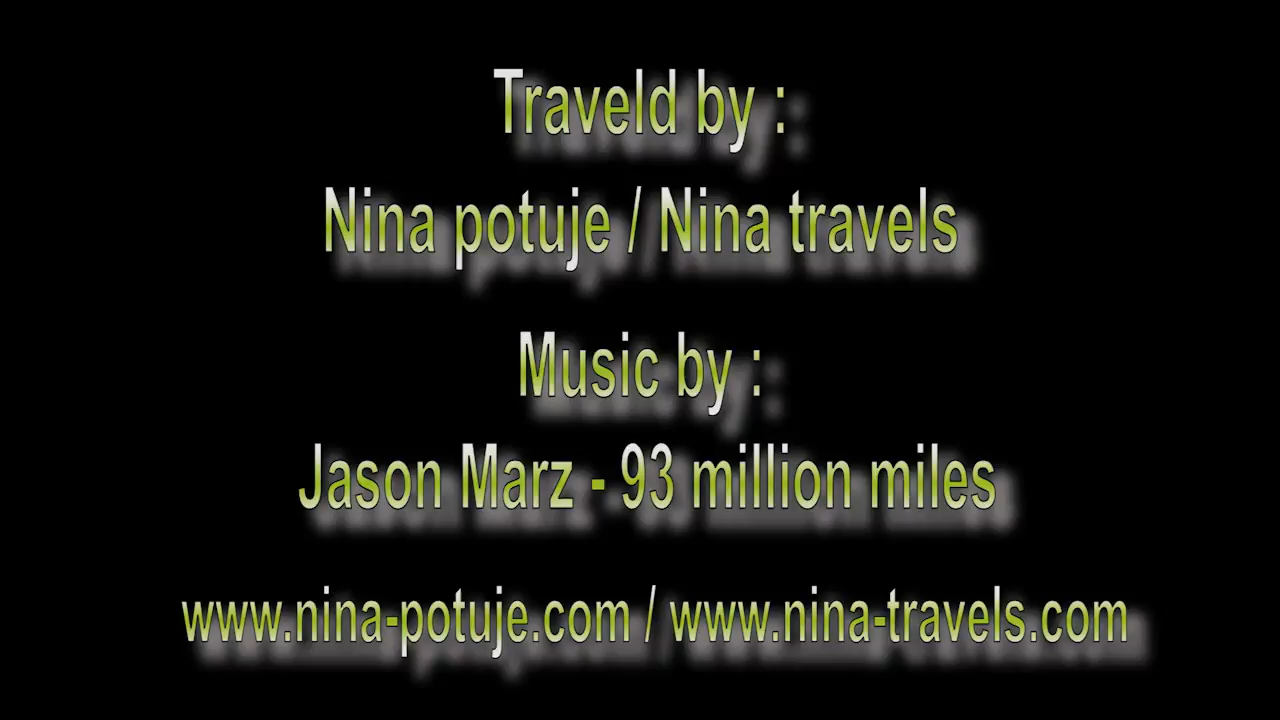 Traveld by :
Nina potuje / Nina travels
Music by :
Jason Marz - 93 million miles
www.nina-potuje.com / www.nina-travels.com